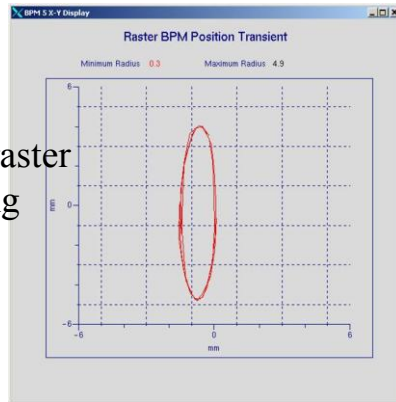 BPM 5 X-Y Display
Raster BPM Position Transient
Minimum Radius 0.3 Maximum Radius 4.9
6
aster
g
mm
0
-6
-6 0 6
mm